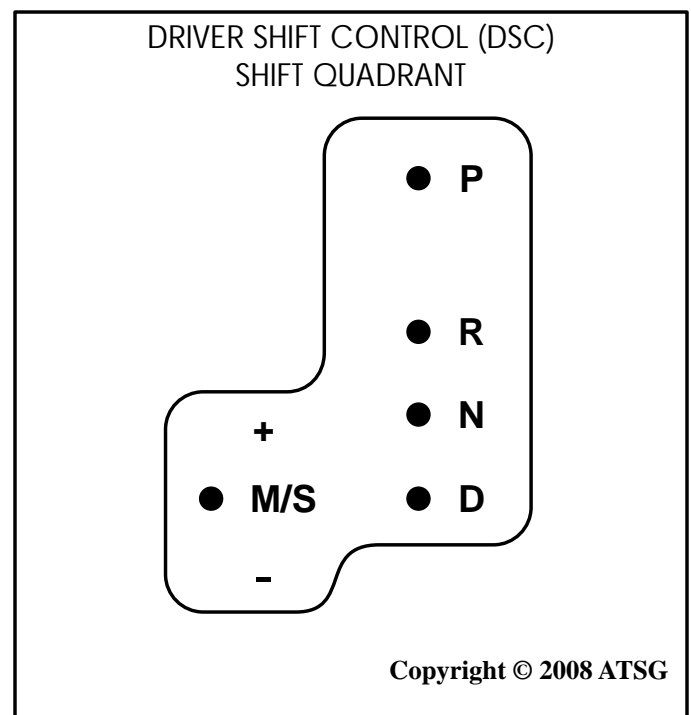 DRIVER SHIFT CONTROL (DSC)
SHIFT QUADRANT
P
R
N
+
M/S
D
-
Copyright © 2008 ATSG